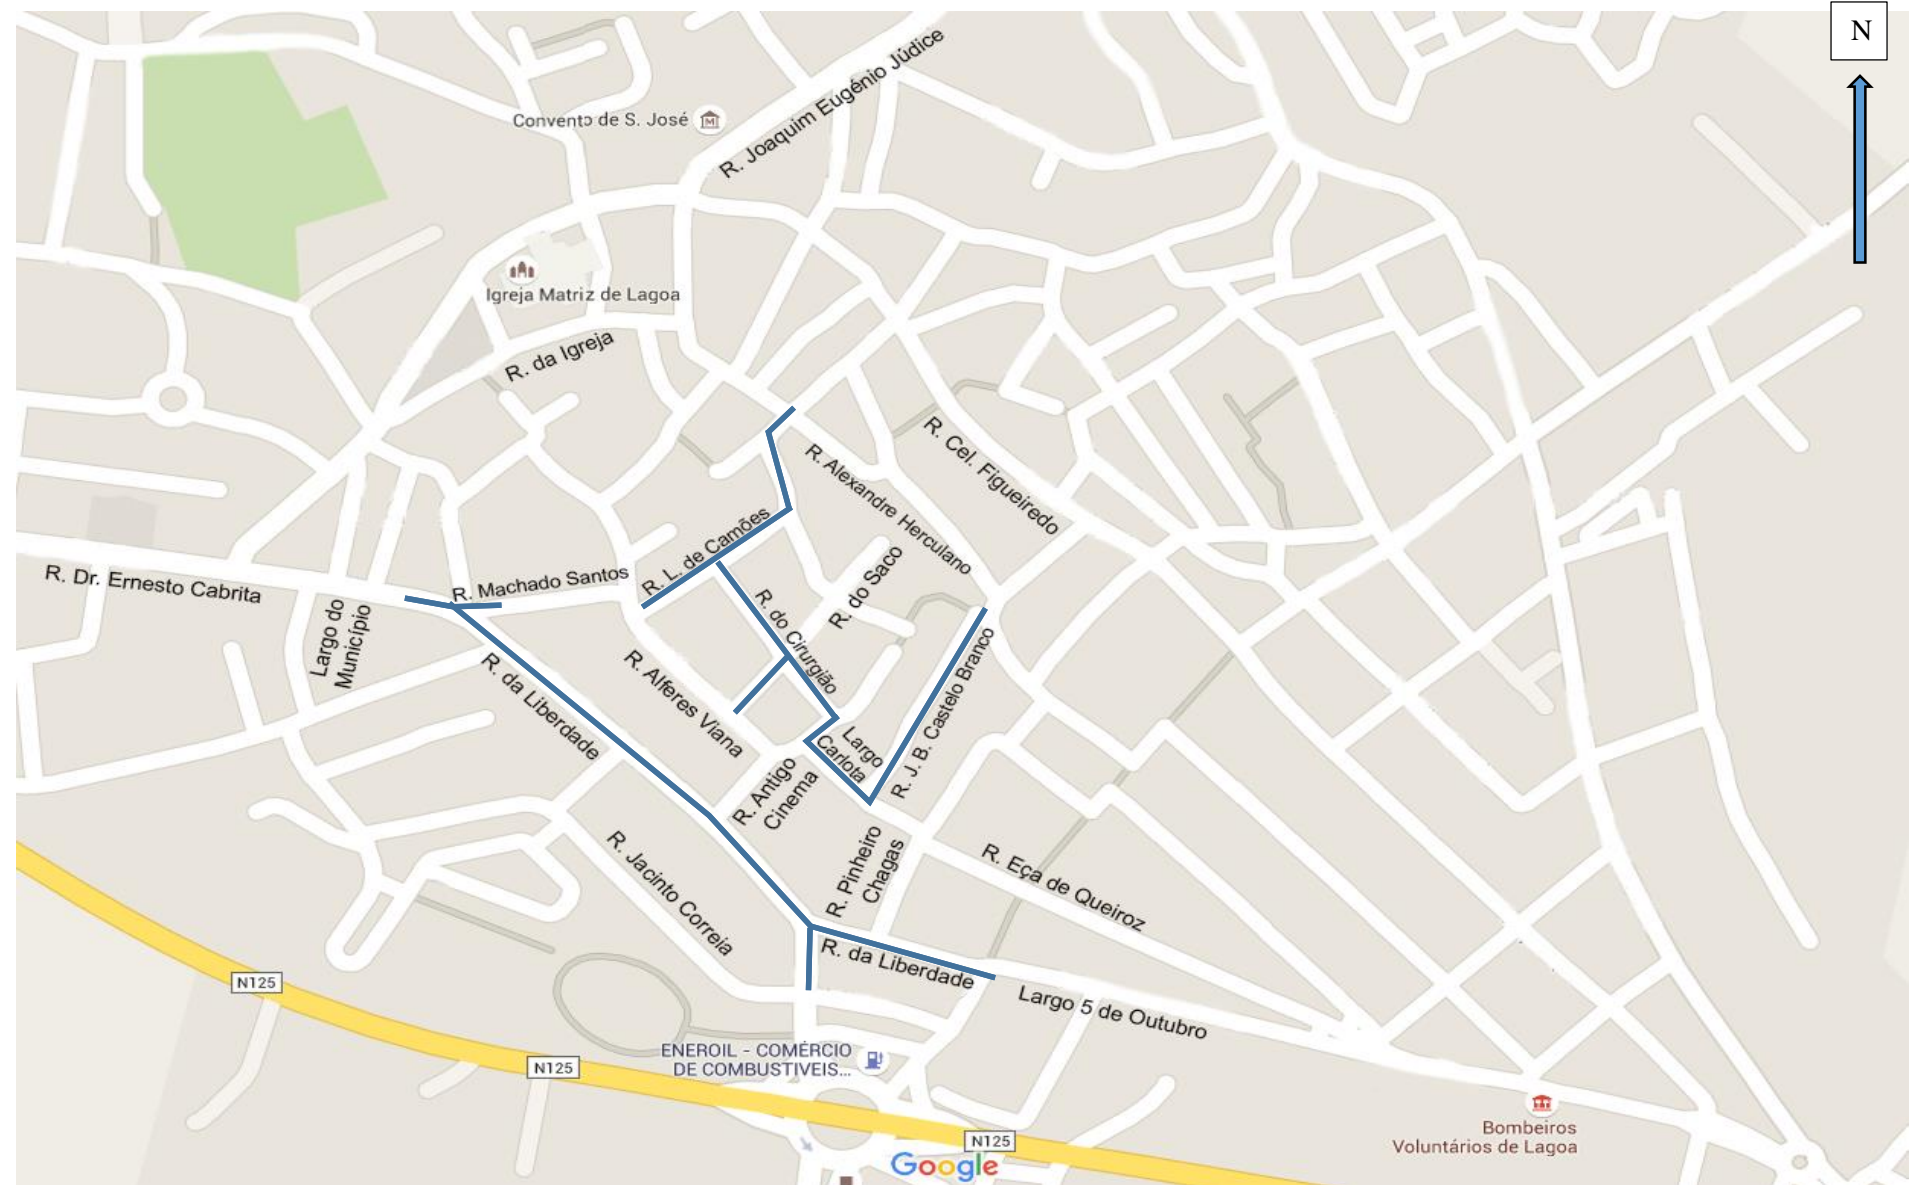 N
R. Joaquim Eugénio Júdice
Convento de S. José
Igreja Matriz de Lagoa
R. da Igreja
R. Cel. Figueiredo
R. Alexandre Herculano
R. L. de Camões
R. do Saco
R. Dr. Ernesto Cabrita
R. Machado Santos
Largo do
Município
R. do Cirurgião
R. da Liberdade
R. Alferes Viana
R. J. B. Castelo Branco
Largo
Carlota
R. Antigo
Cinema
R. Pinheiro
Chagas
R. Jacinto Correia
R. Eça de Queiroz
R. da Liberdade
Largo 5 de Outubro
N125
N125
ENEROIL - COMÉRCIO
DE COMBUSTIVEIS...
N125
Google
Bombeiros
Voluntários de Lagoa